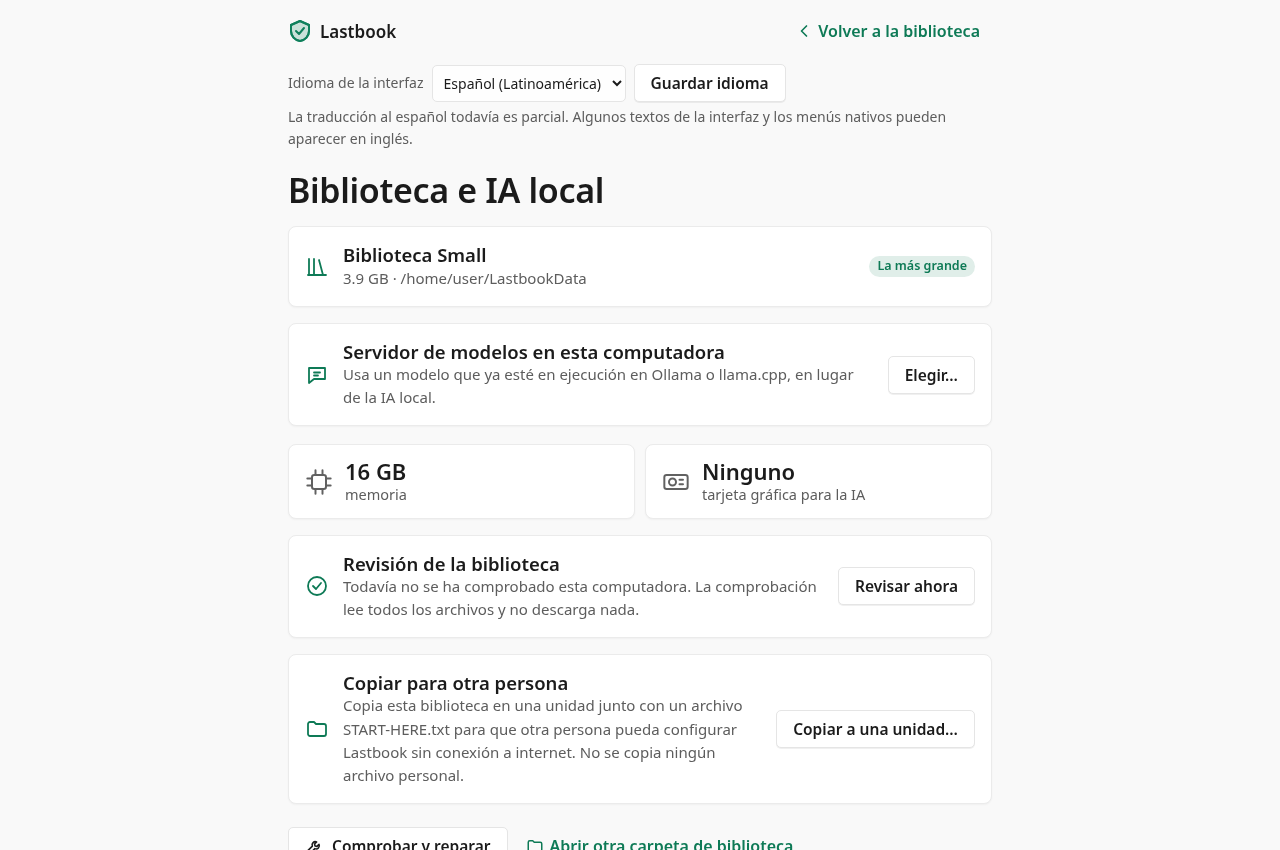 Lastbook
Volver a la biblioteca
Idioma de la interfaz
Español (Latinoamérica)
Guardar idioma
La traducción al español todavía es parcial. Algunos textos de la interfaz y los menús nativos pueden
aparecer en inglés.
Biblioteca e IA local
Biblioteca Small
3.9 GB · /home/user/LastbookData
La más grande
Servidor de modelos en esta computadora
Usa un modelo que ya esté en ejecución en Ollama o llama.cpp, en lugar
de la IA local.
Elegir...
16 GB
memoria
Ninguno
tarjeta gráfica para la IA
Revisión de la biblioteca
Todavía no se ha comprobado esta computadora. La comprobación
lee todos los archivos y no descarga nada.
Revisar ahora
Copiar para otra persona
Copia esta biblioteca en una unidad junto con un archivo
START-HERE.txt para que otra persona pueda configurar
Lastbook sin conexión a internet. No se copia ningún
archivo personal.
Copiar a una unidad...
Comprobar y reparar
Abrir otra carpeta de biblioteca